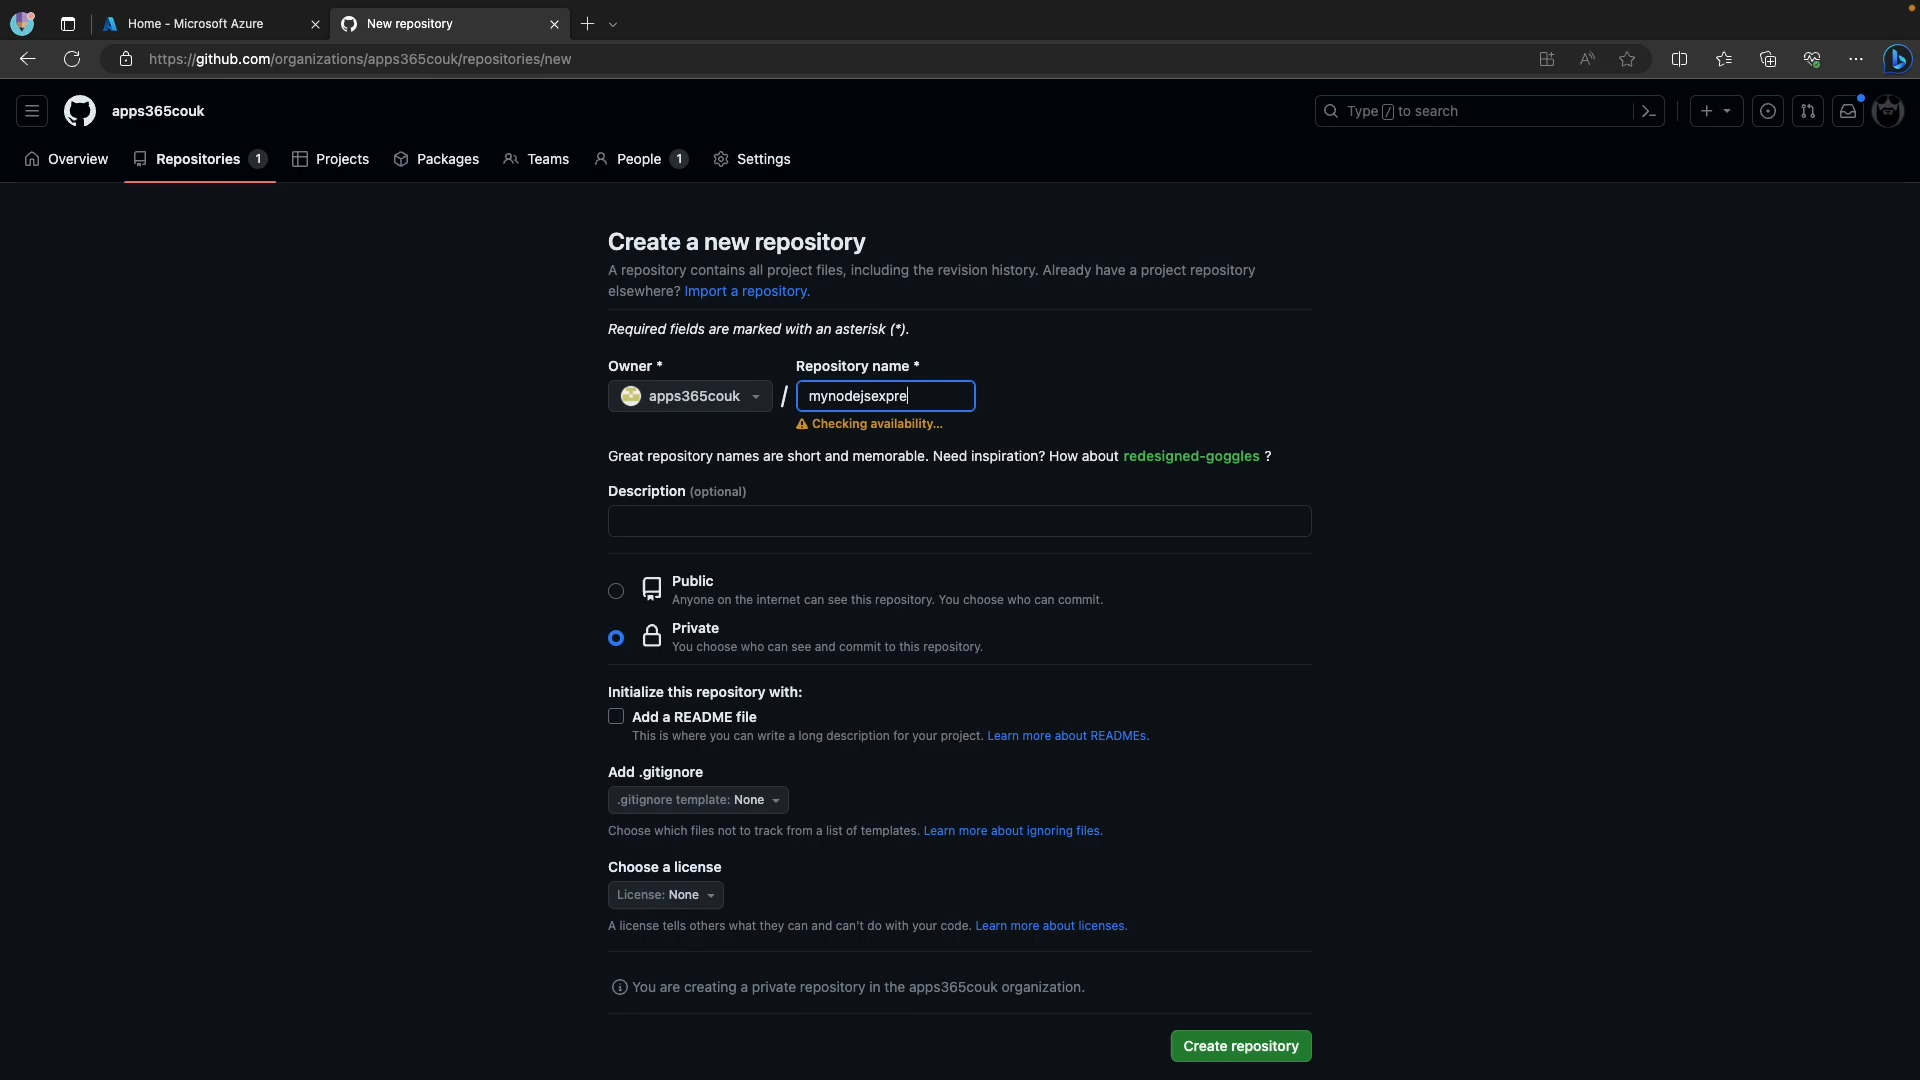 Home - Microsoft Azure
New repository
https://github.com/organizations/apps365couk/repositories/new
apps365couk
Type / to search
Overview
Repositories 1
Projects
Packages
Teams
People 1
Settings
Create a new repository
A repository contains all project files, including the revision history. Already have a project repository
elsewhere? Import a repository.
Required fields are marked with an asterisk (*).
Owner *
Repository name *
apps365couk
/
mynodejsexpre
Checking availability...
Great repository names are short and memorable. Need inspiration? How about redesigned-goggles ?
Description (optional)
Public
Anyone on the internet can see this repository. You choose who can commit.
Private
You choose who can see and commit to this repository.
Initialize this repository with:
Add a README file
This is where you can write a long description for your project. Learn more about READMEs.
Add .gitignore
.gitignore template: None
Choose which files not to track from a list of templates. Learn more about ignoring files.
Choose a license
License: None
A license tells others what they can and can't do with your code. Learn more about licenses.
You are creating a private repository in the apps365couk organization.
Create repository